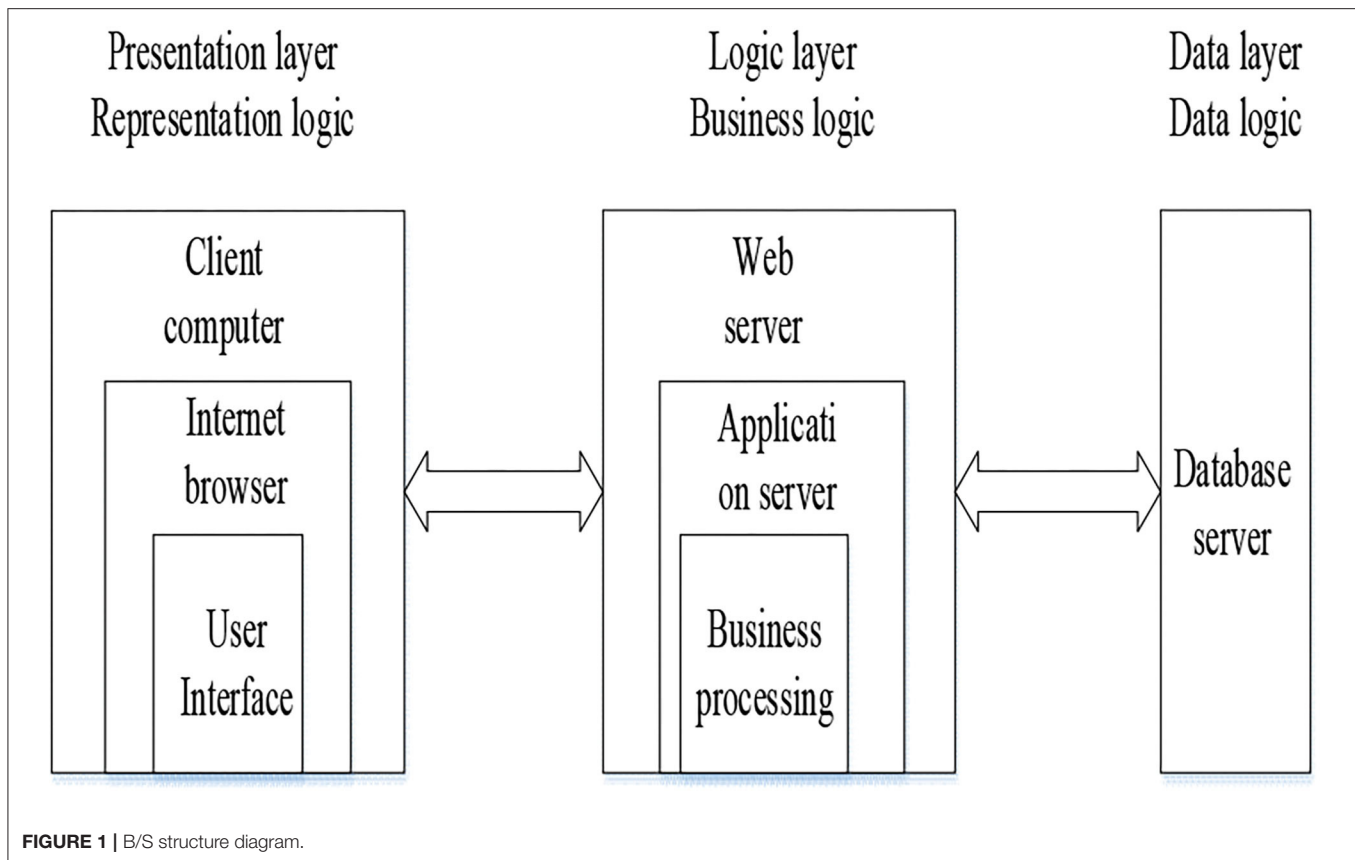 Presentation layer
Representation logic
Logic layer
Business logic
Data layer
Data logic
Client
computer
Internet
browser
User
Interface
Web
server
Applicati
on server
Business
processing
Database
server
FIGURE 1 | B/S structure diagram.